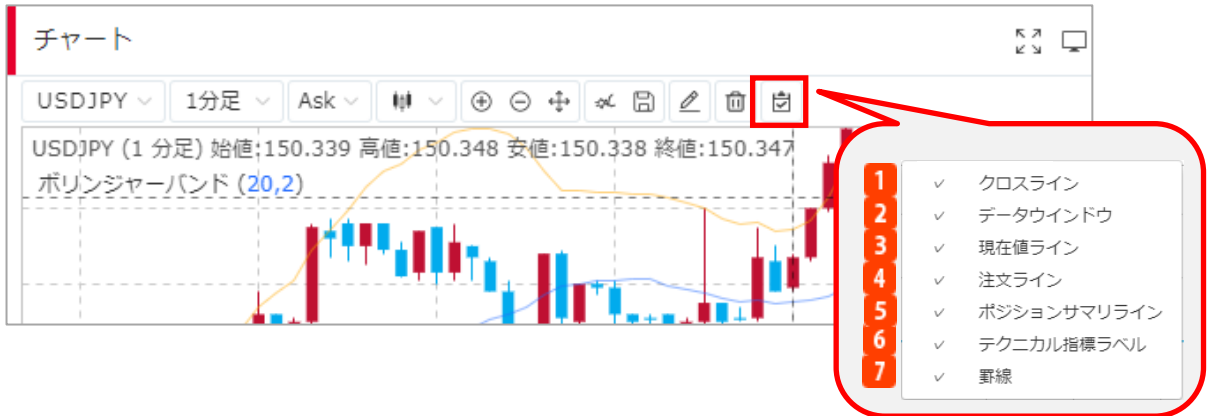 チャート
USDJPY 1分足 Ask
USDJPY (1 分足) 始値:150.339 高値:150.348 安値:150.338 終値:150.347
ボリンジャーバンド (20,2)
1 クロスライン
2 データウインドウ
3 現在値ライン
4 注文ライン
5 ポジションサマリライン
6 テクニカル指標ラベル
7 罫線